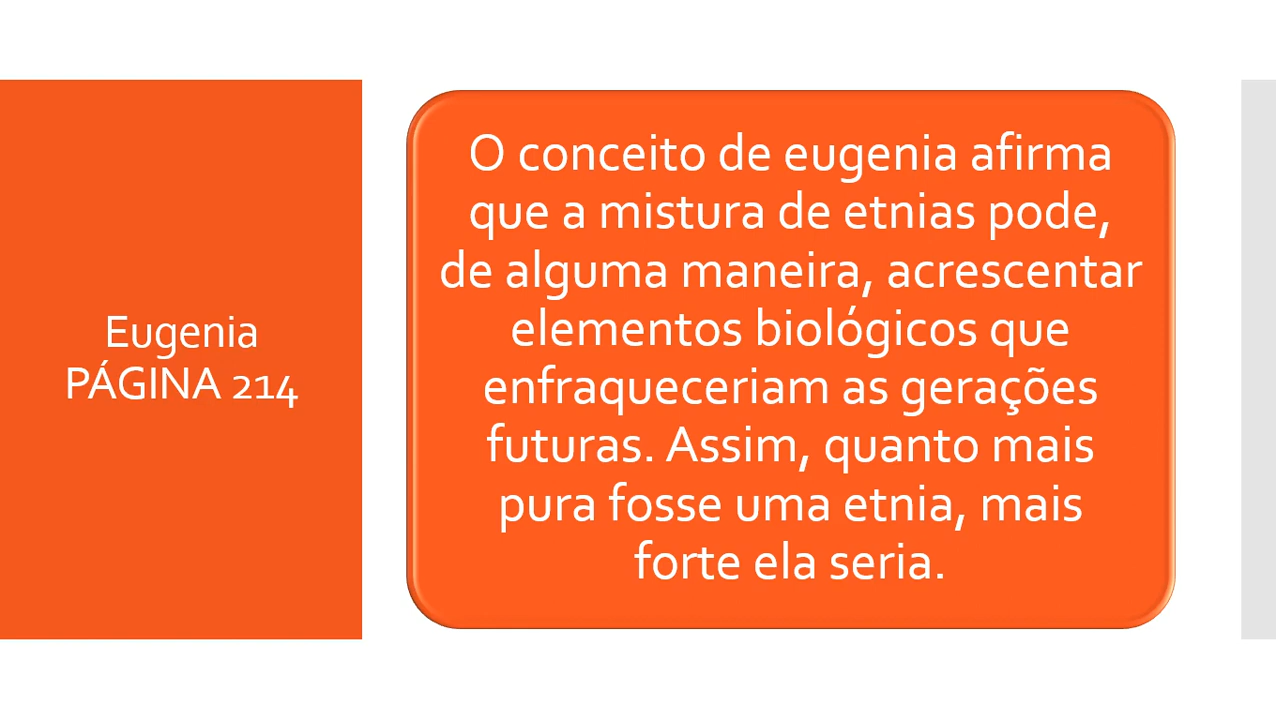 Eugenia
PÁGINA 214
O conceito de eugenia afirma
que a mistura de etnias pode,
de alguma maneira, acrescentar
elementos biológicos que
enfraqueceriam as gerações
futuras. Assim, quanto mais
pura fosse uma etnia, mais
forte ela seria.